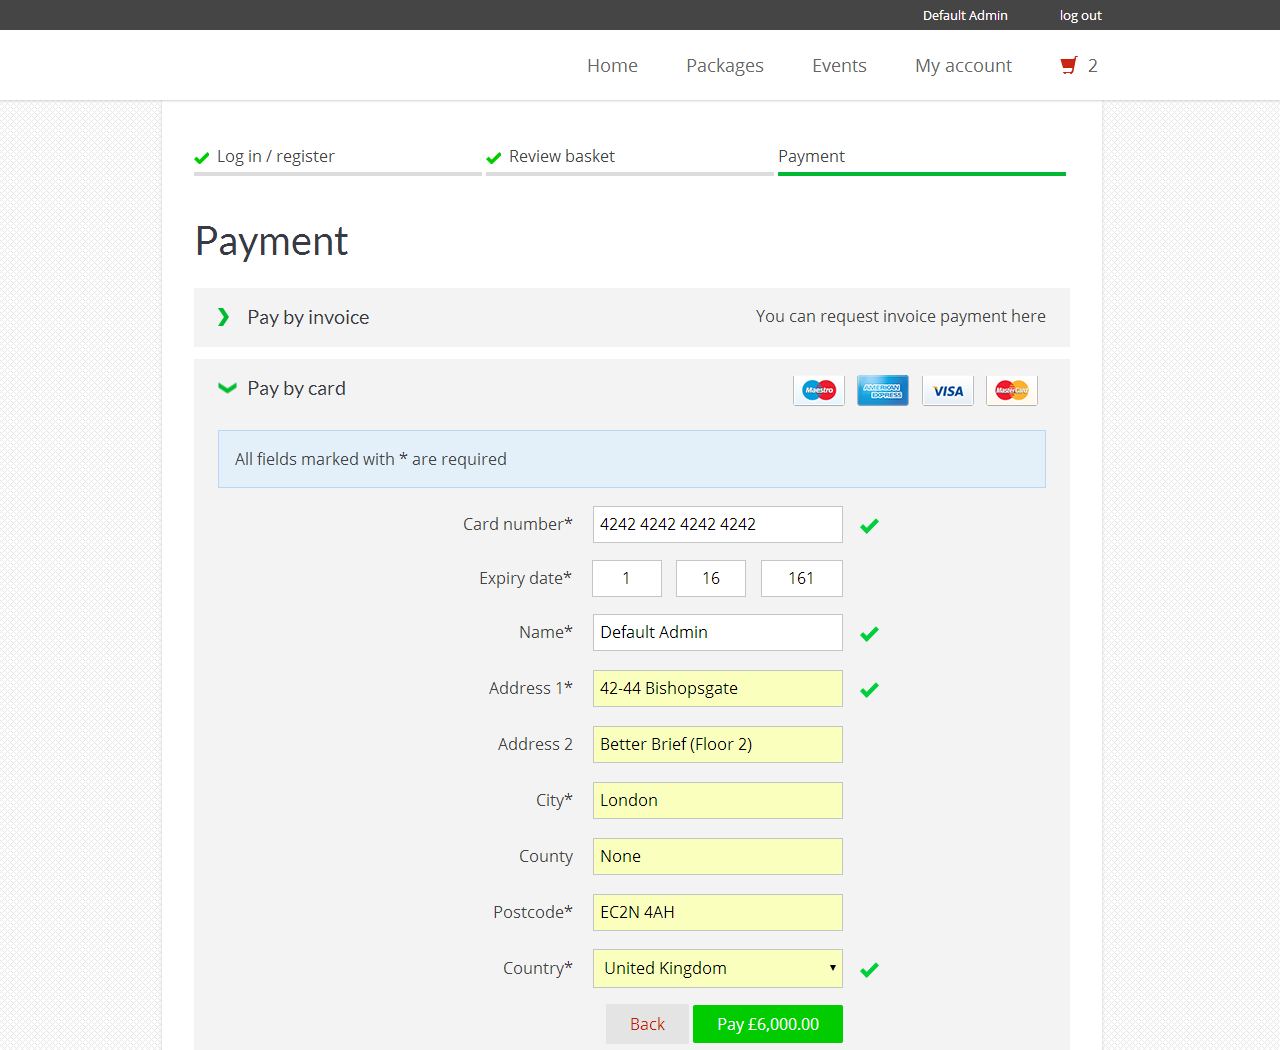 Default Admin log out
Home Packages Events My account 2
Log in / register Review basket Payment
Payment
Pay by invoice You can request invoice payment here
Pay by card Maestro AMERICAN EXPRESS VISA MasterCard
All fields marked with * are required
Card number* 4242 4242 4242 4242
Expiry date* 1 16 161
Name* Default Admin
Address 1* 42-44 Bishopsgate
Address 2 Better Brief (Floor 2)
City* London
County None
Postcode* EC2N 4AH
Country* United Kingdom
Back Pay £6,000.00